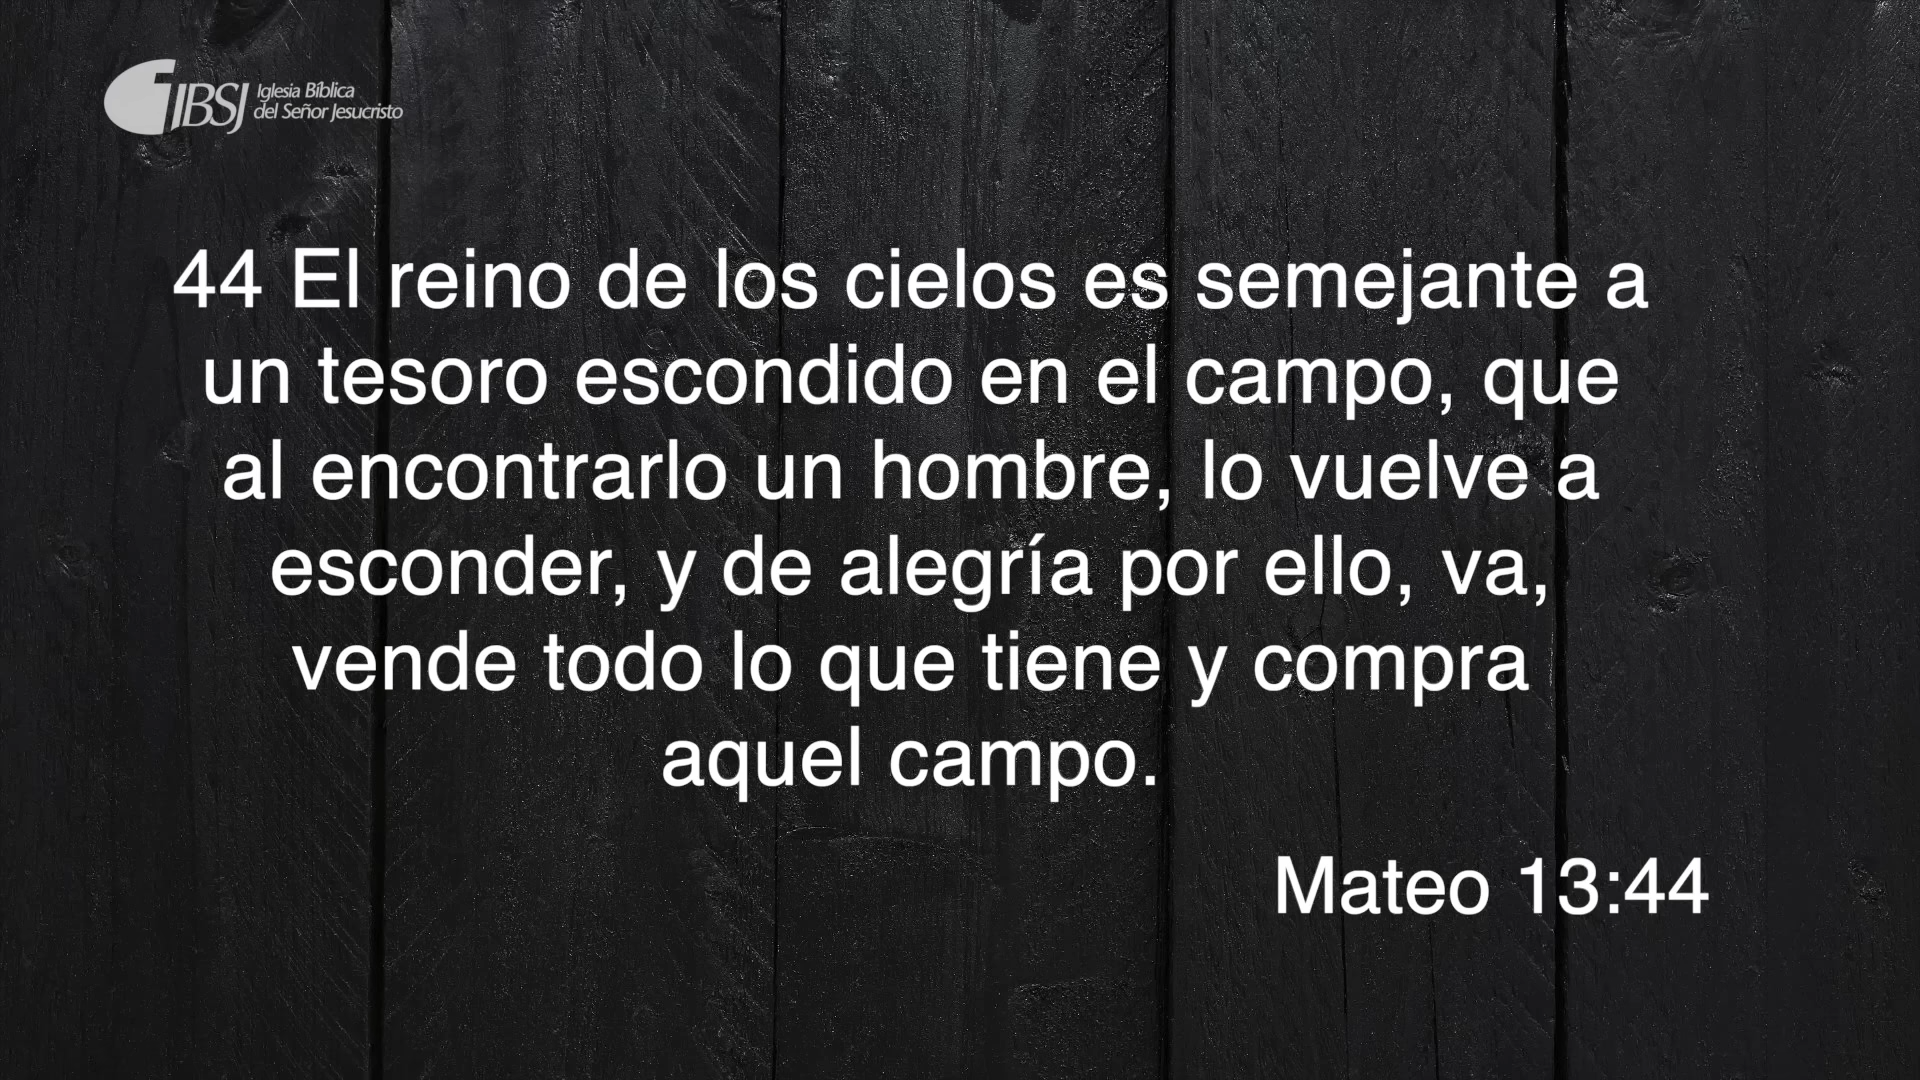 IBSJ
Iglesia Bíblica
del Señor Jesucristo
44 El reino de los cielos es semejante a
un tesoro escondido en el campo, que
al encontrarlo un hombre, lo vuelve a
esconder, y de alegría por ello, va,
vende todo lo que tiene y compra
aquel campo.
Mateo 13:44